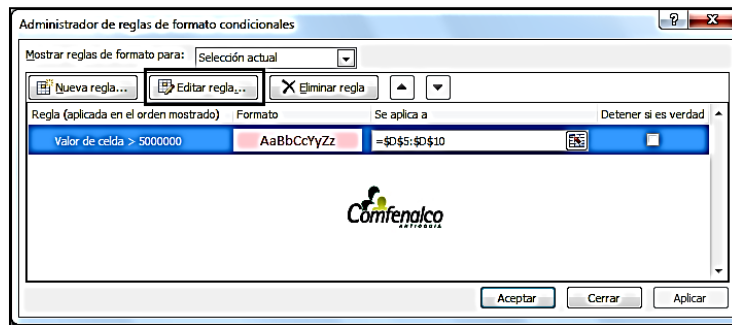 Administrador de reglas de formato condicionales
Mostrar reglas de formato para: Selección actual
Nueva regla... Editar regla... Eliminar regla
Regla (aplicada en el orden mostrado) Formato Se aplica a Detener si es verdad
Valor de celda > 5000000 AaBbCcYyZz =$D$5:$D$10
Comfenalco
ANTIOQUIA
Aceptar Cerrar Aplicar